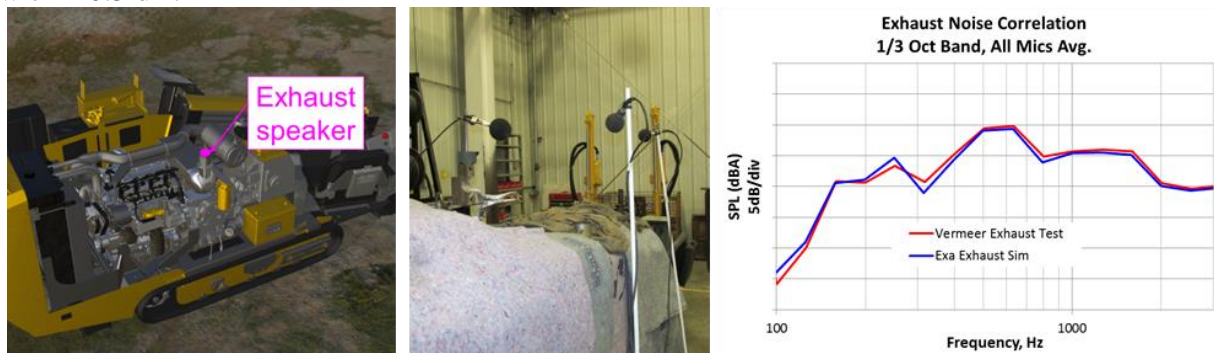 Exhaust
speaker
Exhaust Noise Correlation
1/3 Oct Band, All Mics Avg.
SPL (dBA)
5dB/div
Vermeer Exhaust Test
Exa Exhaust Sim
100
1000
Frequency, Hz